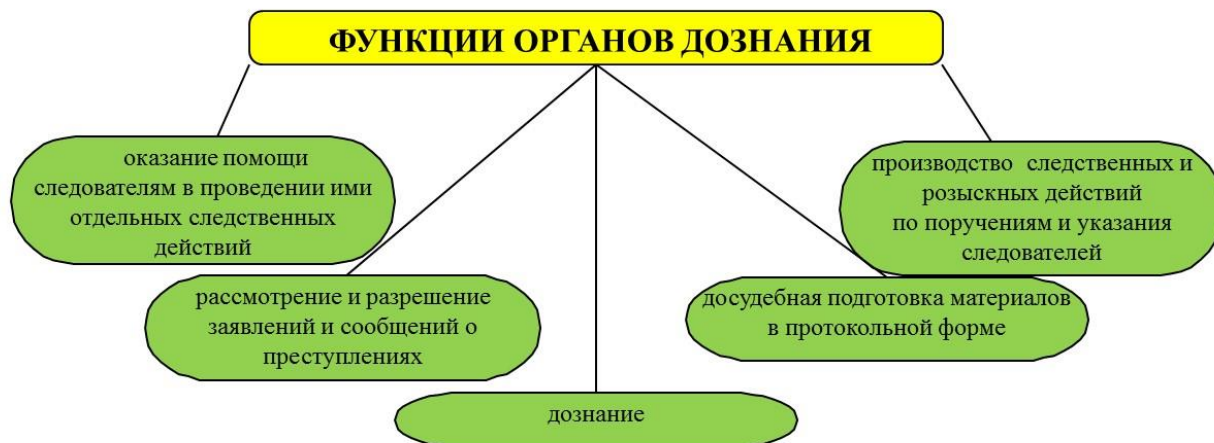 ФУНКЦИИ ОРГАНОВ ДОЗНАНИЯ
оказание помощи
следователям в проведении ими
отдельных следственных
действий
рассмотрение и разрешение
заявлений и сообщений о
преступлениях
дознание
досудебная подготовка материалов
в протокольной форме
производство следственных и
розыскных действий
по поручениям и указания
следователей